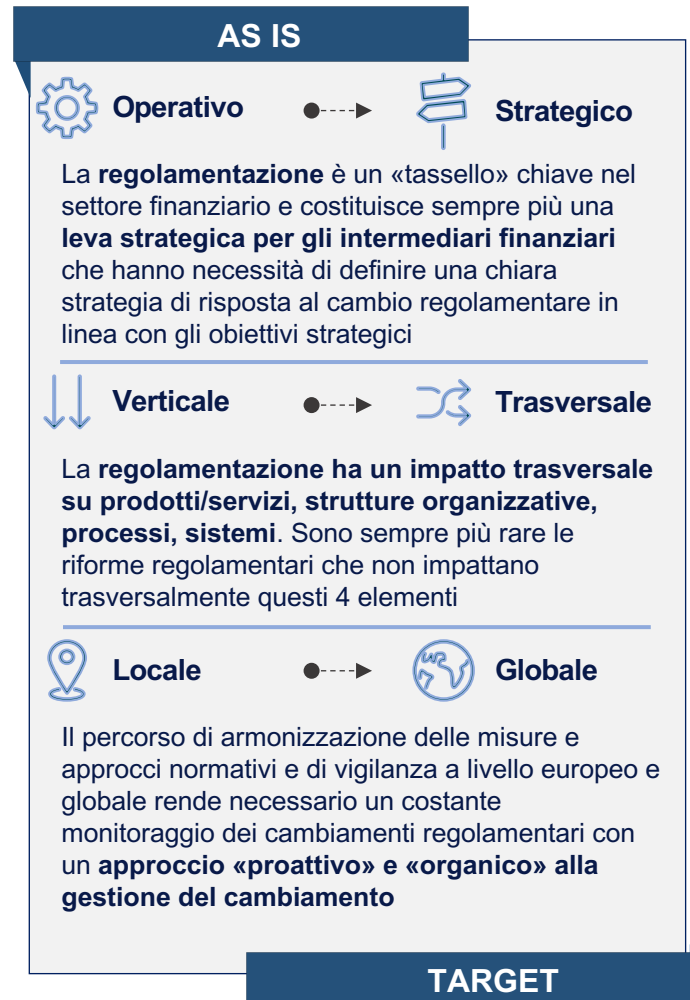 AS IS
Operativo Strategico
La regolamentazione è un «tassello» chiave nel
settore finanziario e costituisce sempre più una
leva strategica per gli intermediari finanziari
che hanno necessità di definire una chiara
strategia di risposta al cambio regolamentare in
linea con gli obiettivi strategici
Verticale Trasversale
La regolamentazione ha un impatto trasversale
su prodotti/servizi, strutture organizzative,
processi, sistemi. Sono sempre più rare le
riforme regolamentari che non impattano
trasversalmente questi 4 elementi
Locale Globale
Il percorso di armonizzazione delle misure e
approcci normativi e di vigilanza a livello europeo e
globale rende necessario un costante
monitoraggio dei cambiamenti regolamentari con
un approccio «proattivo» e «organico» alla
gestione del cambiamento
TARGET